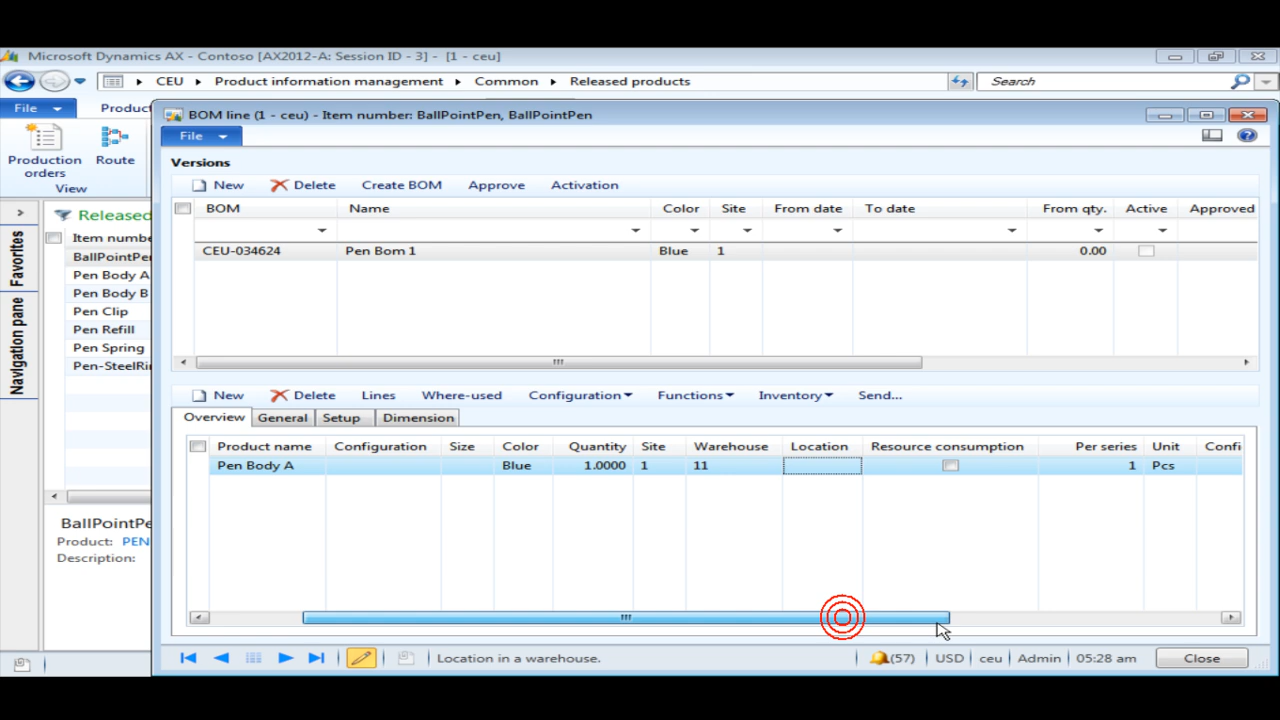 Microsoft Dynamics AX - Contoso [AX2012-A: Session ID - 3] - [1 - ceu]
CEU Product information management Common Released products Search
File Product
BOM line (1 - ceu) - Item number: BallPointPen, BallPointPen
File
Production orders
Route
View
Versions
New Delete Create BOM Approve Activation
BOM Name Color Site From date To date From qty. Active Approved
CEU-034624 Pen Bom 1 Blue 1 0.00
Favorites
Navigation pane
Released
Item numbe
BallPointPen
Pen Body A
Pen Body B
Pen Clip
Pen Refill
Pen Spring
Pen-SteelRi
BallPointPe
Product: PEN
Description:
New Delete Lines Where-used Configuration Functions Inventory Send...
Overview General Setup Dimension
Product name Configuration Size Color Quantity Site Warehouse Location Resource consumption Per series Unit Confi
Pen Body A Blue 1.0000 1 11 1 Pcs
Location in a warehouse. (57) USD ceu Admin 05:28 am Close